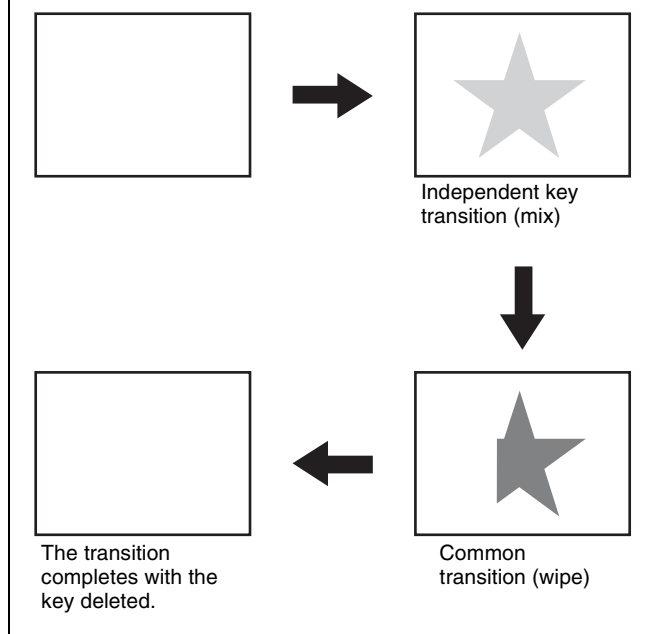 Independent key
transition (mix)
Common
transition (wipe)
The transition
completes with the
key deleted.